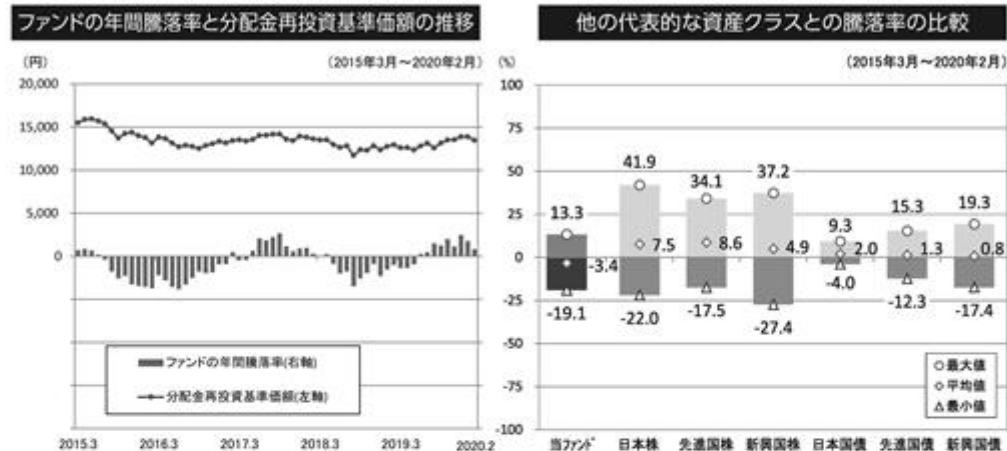 ファンドの年間騰落率と分配金再投資基準価額の推移
(円)
(2015年3月～2020年2月)
20,000
15,000
10,000
5,000
0
ファンドの年間騰落率(右軸)
分配金再投資基準価額(左軸)
2015.3 2016.3 2017.3 2018.3 2019.3 2020.2
他の代表的な資産クラスとの騰落率の比較
(%)
(2015年3月～2020年2月)
100
75
50
25
0
-25
-50
-75
-100
13.3 41.9 34.1 37.2 9.3 15.3 19.3
-3.4 7.5 8.6 4.9 2.0 1.3 0.8
-19.1 -22.0 -17.5 -27.4 -4.0 -12.3 -17.4
○最大値
◇平均値
△最小値
当ファンド 日本株 先進国株 新興国株 日本国債 先進国債 新興国債